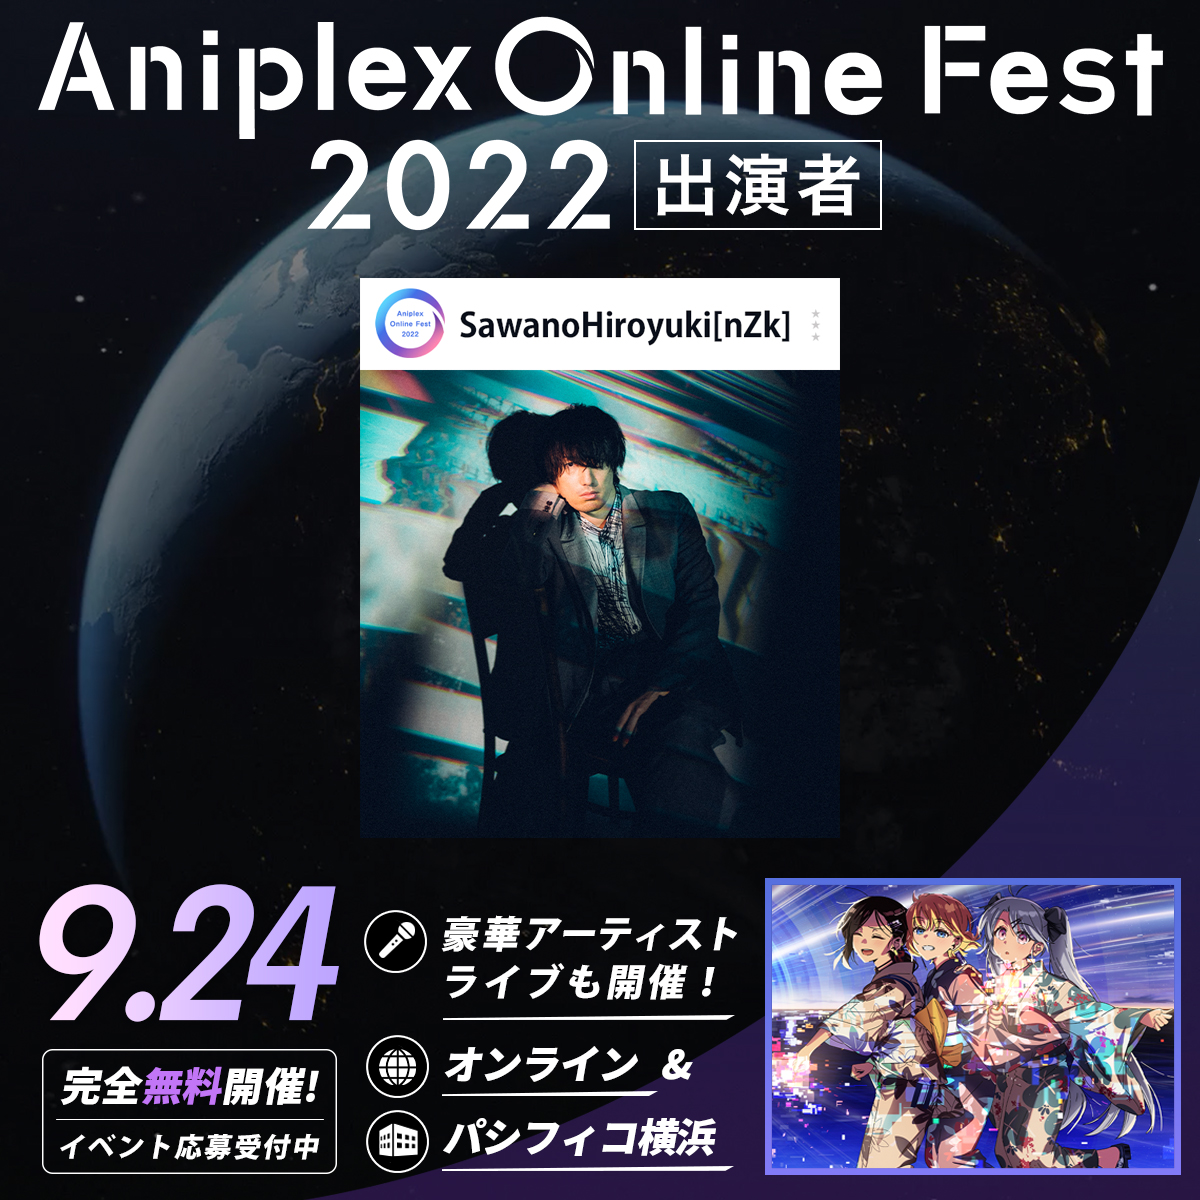 Aniplex Online Fest
2022 出演者
Aniplex
Online Fest
2022
SawanoHiroyuki[nZk]
9.24
完全無料開催!
イベント応募受付中
豪華アーティスト
ライブも開催！
オンライン &
パシフィコ横浜